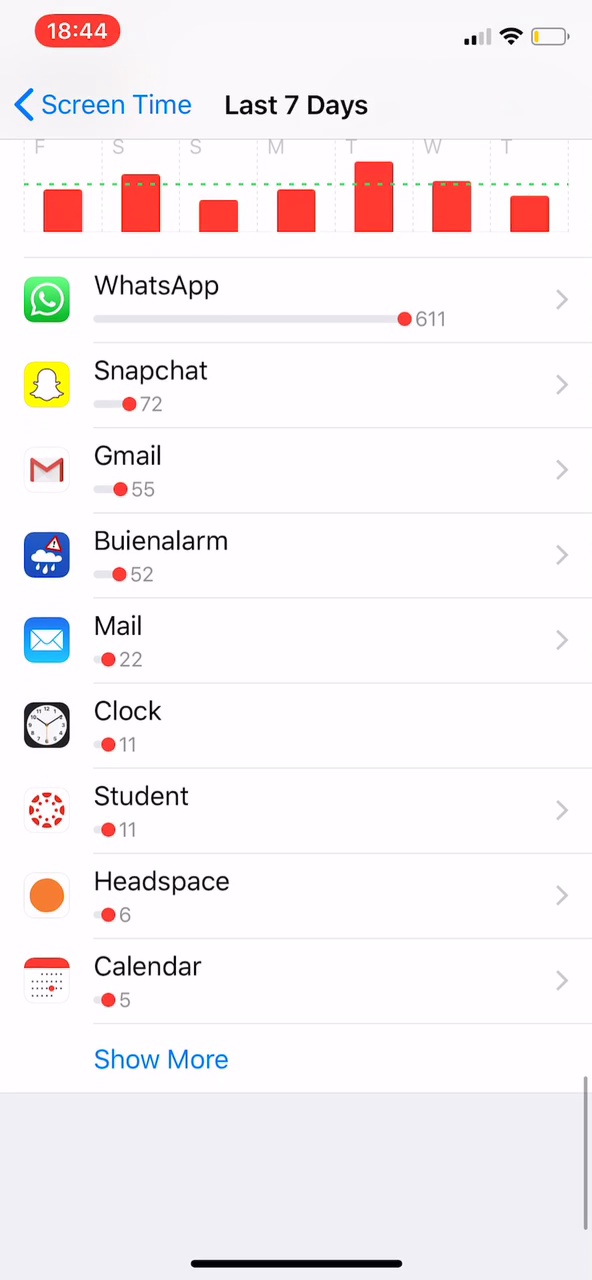 18:44
Screen Time Last 7 Days
F S S M T W T
WhatsApp
611
Snapchat
72
Gmail
55
Buienalarm
52
Mail
22
Clock
11
Student
11
Headspace
6
Calendar
5
Show More